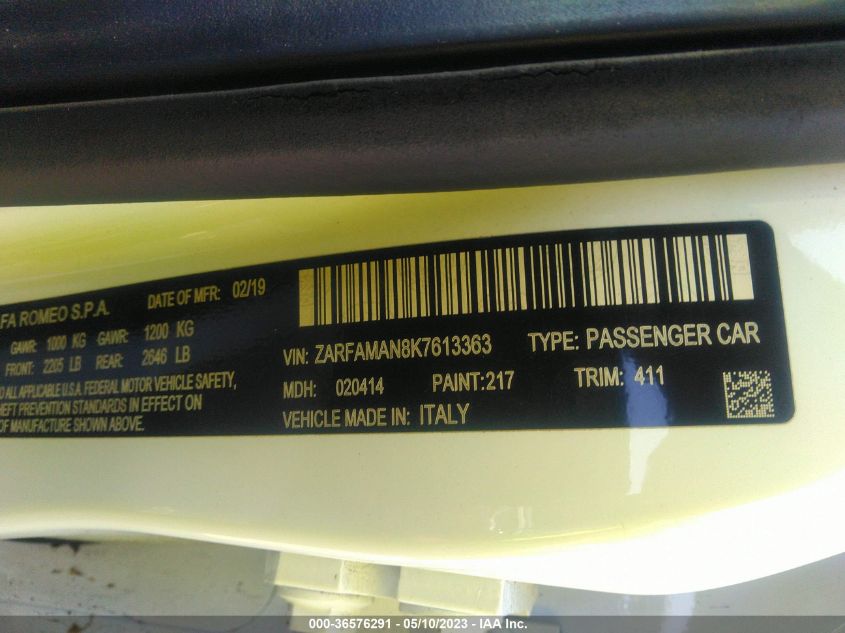 FA ROMEO S.P.A. DATE OF MFR: 02/19
GAWR: 1000 KG GAWR: 1200 KG
FRONT: 2205 LB REAR: 2646 LB
O ALL APPLICABLE U.S.A. FEDERAL MOTOR VEHICLE SAFETY,
HEFT PREVENTION STANDARDS IN EFFECT ON
OF MANUFACTURE SHOWN ABOVE.
VIN: ZARFAMAN8K7613363 TYPE: PASSENGER CAR
MDH: 020414 PAINT:217 TRIM: 411
VEHICLE MADE IN: ITALY
000-36576291 - 05/10/2023 - IAA Inc.